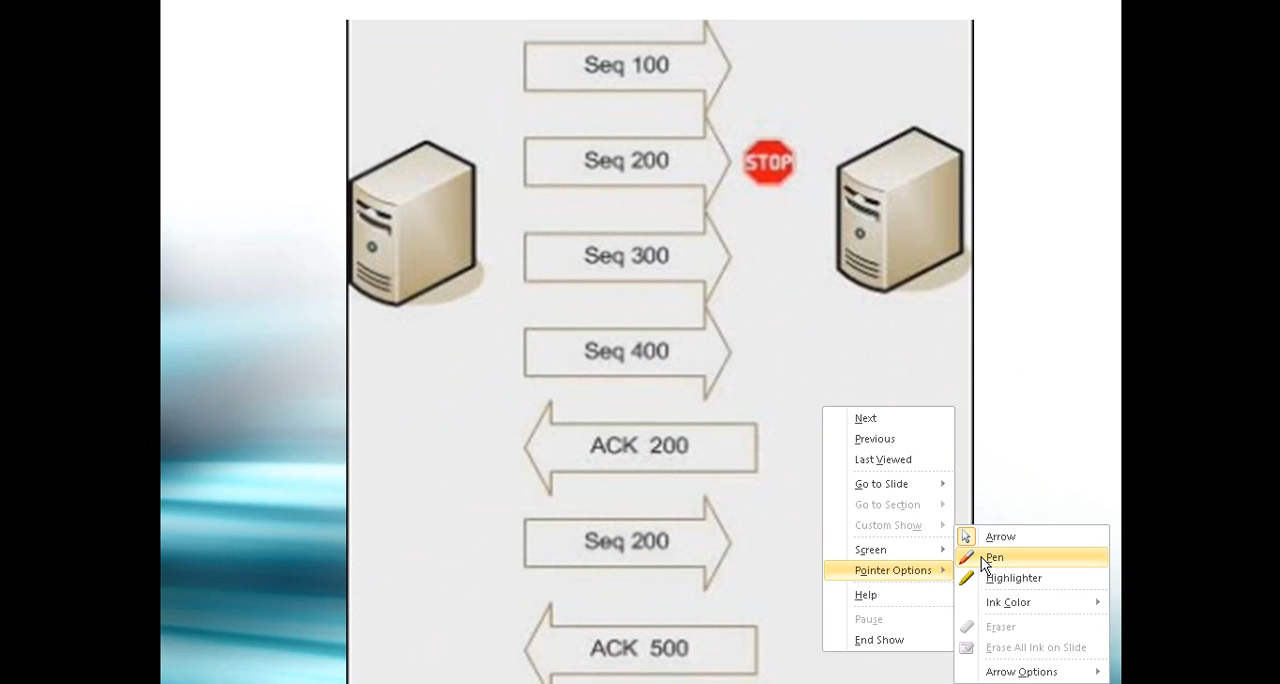 Seq 100
Seq 200
STOP
Seq 300
Seq 400
ACK 200
Seq 200
ACK 500
Next
Previous
Last Viewed
Go to Slide
Go to Section
Custom Show
Screen
Pointer Options
Help
Pause
End Show
Arrow
Pen
Highlighter
Ink Color
Eraser
Erase All Ink on Slide
Arrow Options